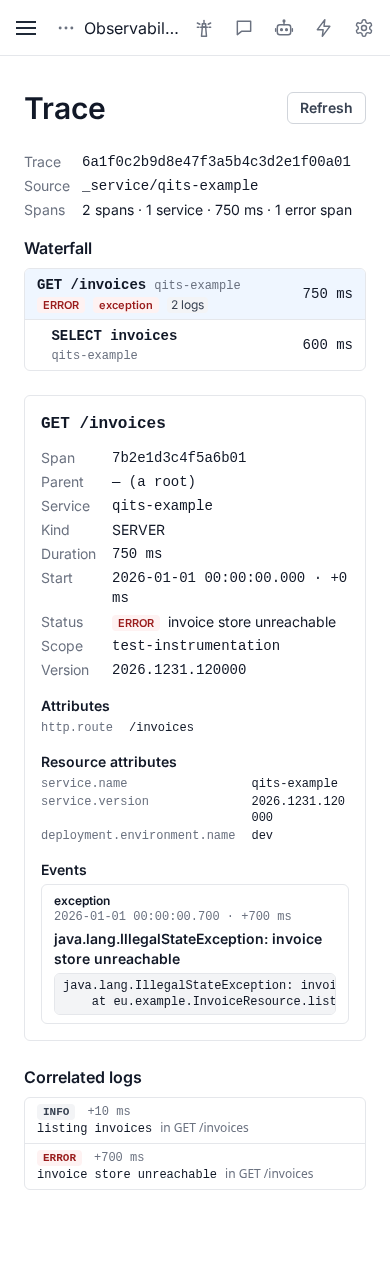 Observabil...
Trace
Refresh
Trace 6a1f0c2b9d8e47f3a5b4c3d2e1f00a01
Source _service/qits-example
Spans 2 spans · 1 service · 750 ms · 1 error span
Waterfall
GET /invoices qits-example
750 ms
ERROR exception 2 logs
SELECT invoices
600 ms
qits-example
GET /invoices
Span 7b2e1d3c4f5a6b01
Parent — (a root)
Service qits-example
Kind SERVER
Duration 750 ms
Start 2026-01-01 00:00:00.000 · +0
ms
Status ERROR invoice store unreachable
Scope test-instrumentation
Version 2026.1231.120000
Attributes
http.route /invoices
Resource attributes
service.name qits-example
service.version 2026.1231.120
000
deployment.environment.name dev
Events
exception
2026-01-01 00:00:00.700 · +700 ms
java.lang.IllegalStateException: invoice
store unreachable
java.lang.IllegalStateException: invoi
at eu.example.InvoiceResource.list
Correlated logs
INFO +10 ms
listing invoices in GET /invoices
ERROR +700 ms
invoice store unreachable in GET /invoices